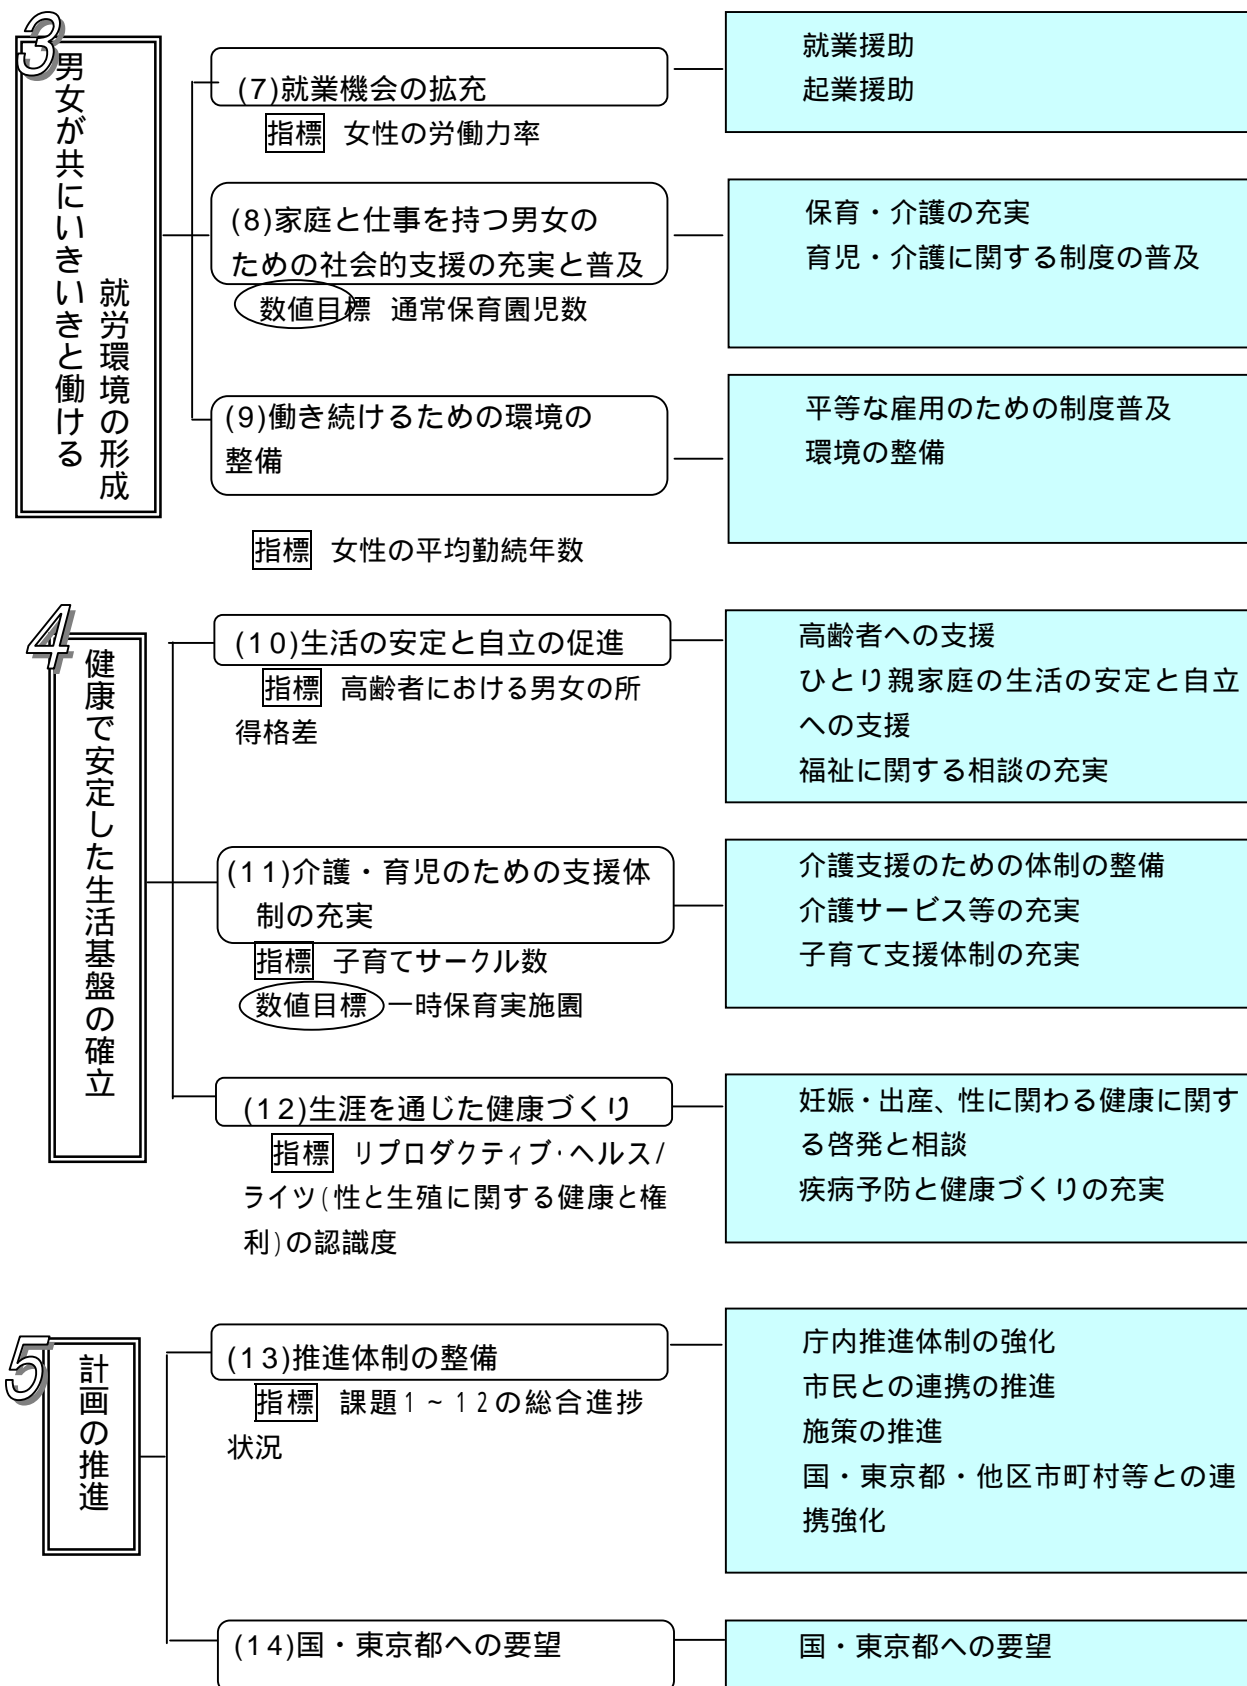 3
男女が共にいきいきと働ける
就労環境の形成
(7)就業機会の拡充
指標 女性の労働力率
就業援助
起業援助
(8)家庭と仕事を持つ男女の
ための社会的支援の充実と普及
数値目標 通常保育園児数
保育・介護の充実
育児・介護に関する制度の普及
(9)働き続けるための環境の
整備
指標 女性の平均勤続年数
平等な雇用のための制度普及
環境の整備
4
健康で安定した生活基盤の確立
(10)生活の安定と自立の促進
指標 高齢者における男女の所
得格差
高齢者への支援
ひとり親家庭の生活の安定と自立
への支援
福祉に関する相談の充実
(11)介護・育児のための支援体
制の充実
指標 子育てサークル数
数値目標 一時保育実施園
介護支援のための体制の整備
介護サービス等の充実
子育て支援体制の充実
(12)生涯を通じた健康づくり
指標 リプロダクティブ・ヘルス/
ライツ(性と生殖に関する健康と権
利)の認識度
妊娠・出産、性に関わる健康に関す
る啓発と相談
疾病予防と健康づくりの充実
5
計画の推進
(13)推進体制の整備
指標 課題1~12の総合進捗
状況
庁内推進体制の強化
市民との連携の推進
施策の推進
国・東京都・他区市町村等との連
携強化
(14)国・東京都への要望
国・東京都への要望